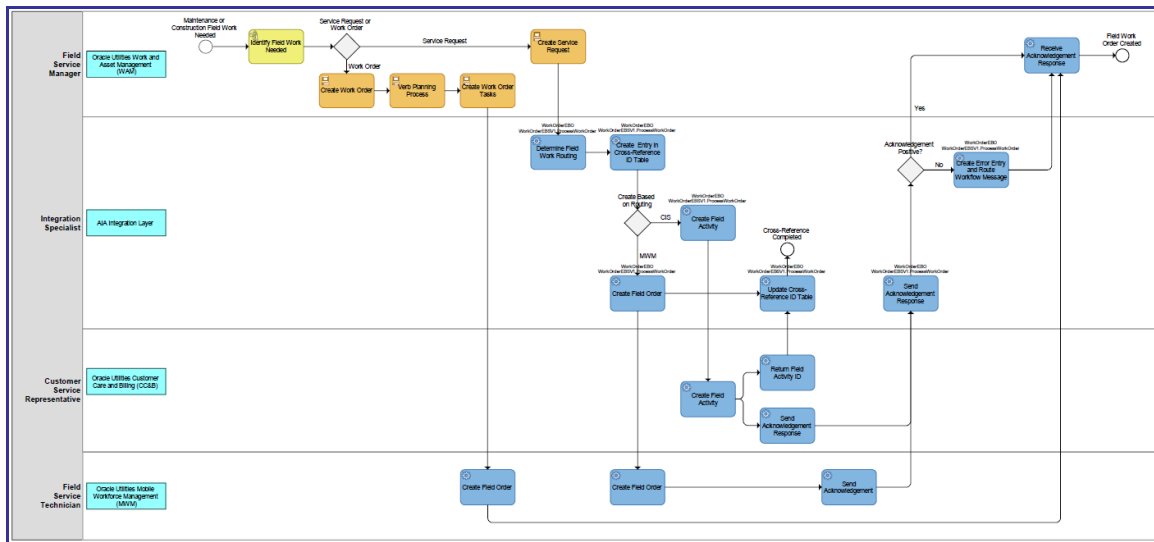 Maintenance or
Construction Field Work
Needed
Service Request or
Work Order
Field Work
Order Created
Identify Field Work
Needed
Service Request
Create Service
Request
Receive
Acknowledgement
Response
Field
Service
Manager
Oracle Utilities Work and
Asset Management
(WAM)
Work Order
Create Work Order
Verb Planning
Process
Create Work Order
Tasks
Yes
WorkOrderEBO
WorkOrderEBSV1.ProcessWorkOrder
WorkOrderEBO
WorkOrderEBSV1.ProcessWorkOrder
Determine Field
Work Routing
Create Entry in
Cross-Reference
ID Table
Acknowledgement
Positive?
No
WorkOrderEBO
WorkOrderEBSV1.ProcessWorkOrder
Create Error Entry
and Route
Workflow Message
Create Based
on Routing
CIS
WorkOrderEBO
WorkOrderEBSV1.ProcessWorkOrder
Create Field
Activity
Integration
Specialist
AIA Integration Layer
Cross-Reference
Completed
MWM
WorkOrderEBO
WorkOrderEBSV1.ProcessWorkOrder
Create Field Order
WorkOrderEBO
WorkOrderEBSV1.ProcessWorkOrder
Update Cross-
Reference ID Table
WorkOrderEBO
WorkOrderEBSV1.ProcessWorkOrder
Send
Acknowledgement
Response
Customer
Service
Representative
Oracle Utilities Customer
Care and Billing (CC&B)
Return Field
Activity ID
Create Field
Activity
Send
Acknowledgement
Response
Field
Service
Technician
Oracle Utilities Mobile
Workforce Management
(MWM)
Create Field Order
Create Field Order
Send
Acknowledgement